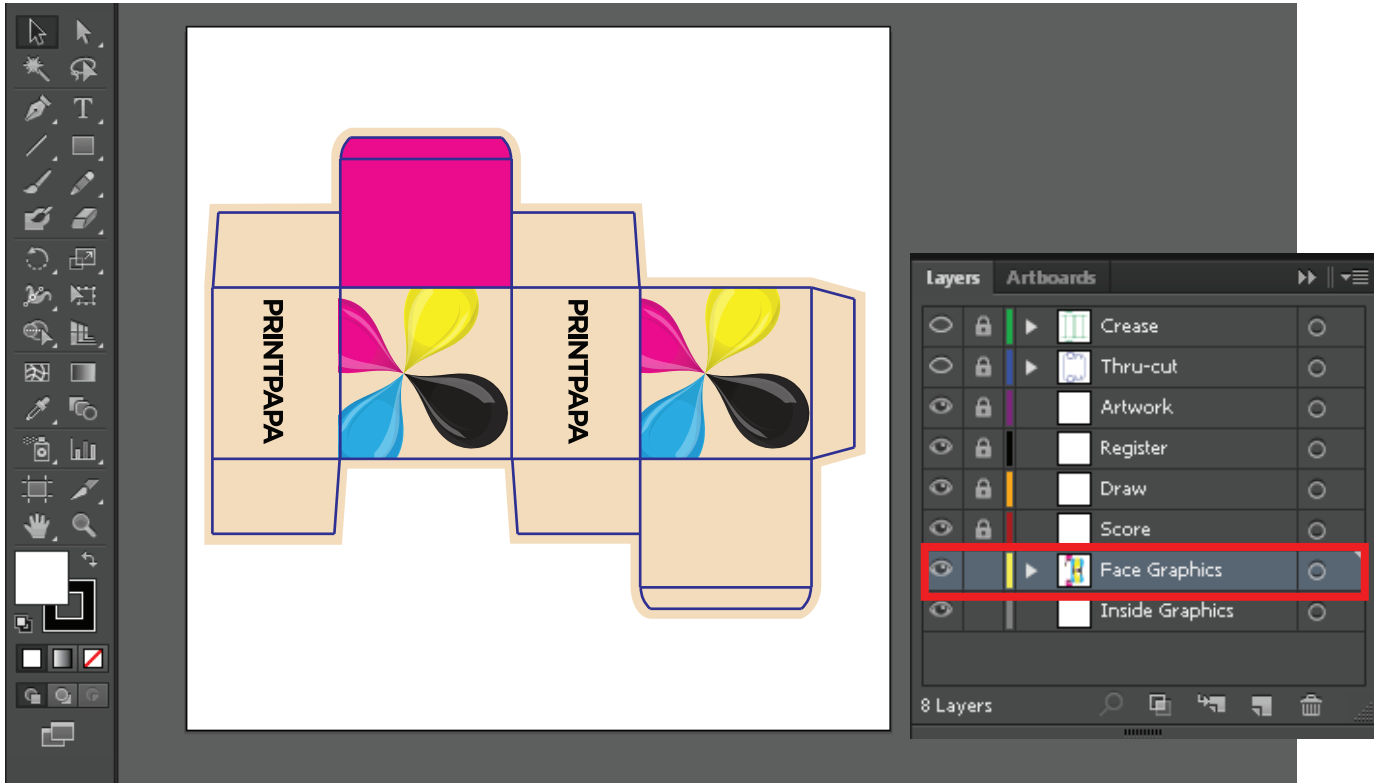 PRINTPAPA
PRINTPAPA
Layers Artboards
Crease
Thru-cut
Artwork
Register
Draw
Score
Face Graphics
Inside Graphics
8 Layers